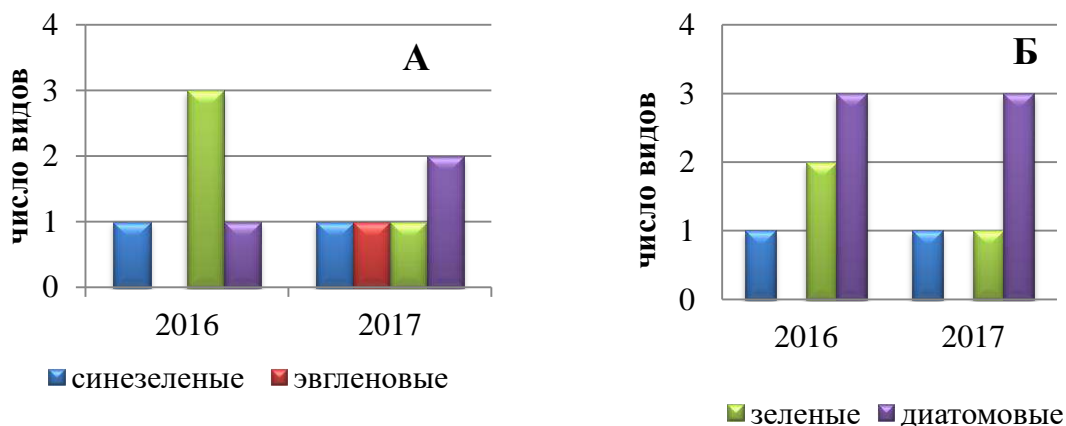 А
число видов
4
3
2
1
0
2016 2017
синезеленые эвгленовые
Б
число видов
4
3
2
1
0
2016 2017
зеленые диатомовые